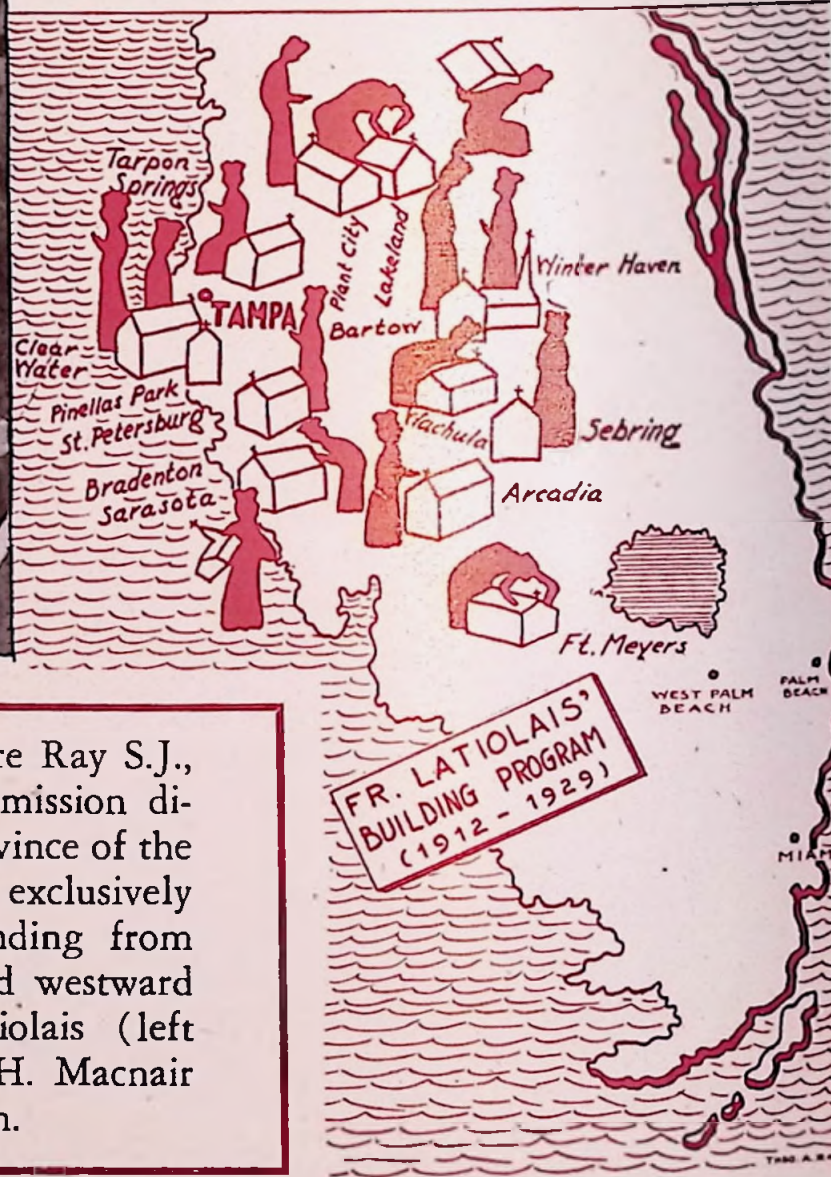 Tarpon
Springs
Plant City
Lakeland
Winter Haven
TAMPA
Bartow
Clear
Water
Pinellas Park
St. Petersburg
Wachula
Sebring
Bradenton
Sarasota
Arcadia
Ft. Meyers
WEST PALM
BEACH
PALM
BEACH
FR. LATIOLAIS'
BUILDING PROGRAM
(1912 - 1929)
MIAM
re Ray S.J.,
mission di-
vince of the
exclusively
nding from
d westward
iolais (left
H. Macnair
n.